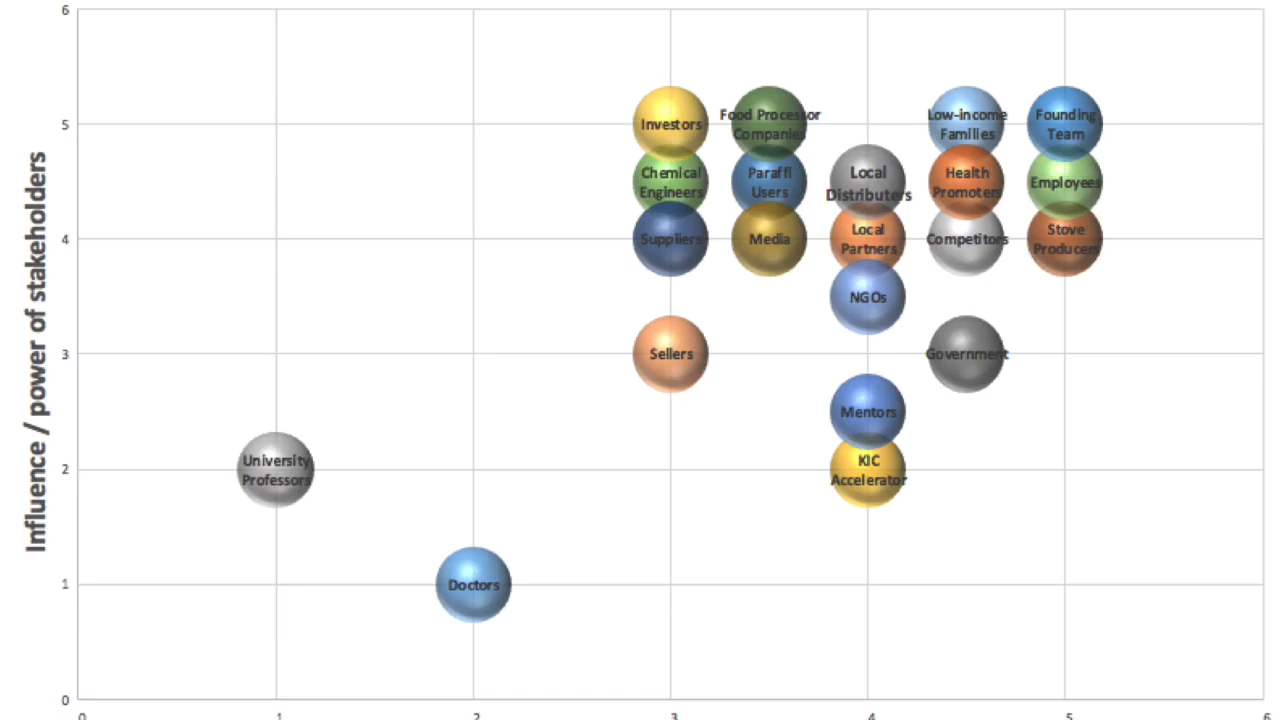 6
5
4
3
2
1
0
Influence / power of stakeholders
Investors
Food Processor
Companies
Low-income
Families
Founding
Team
Chemical
Engineers
Paraffi
Users
Local
Distributers
Health
Promoters
Employees
Suppliers
Media
Local
Partners
Competitors
Stove
Producers
NGOs
Sellers
Government
Mentors
University
Professors
KIC
Accelerator
Doctors
0
1
2
3
4
5
6